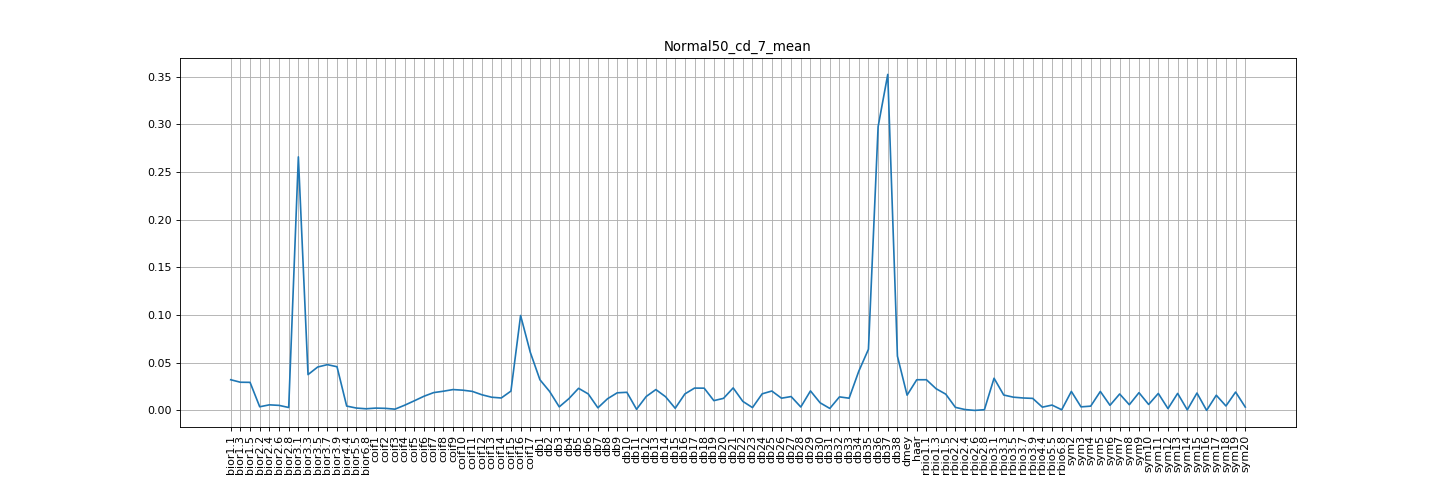 Normal50_cd_7_mean
0.35
0.30
0.25
0.20
0.15
0.10
0.05
0.00
bior1.1
bior1.3
bior1.5
bior2.2
bior2.4
bior2.6
bior2.8
bior3.1
bior3.3
bior3.5
bior3.7
bior3.9
bior4.4
bior5.5
bior6.8
coif1
coif2
coif3
coif4
coif5
coif6
coif7
coif8
coif9
coif10
coif11
coif12
coif13
coif14
coif15
coif16
coif17
db1
db2
db3
db4
db5
db6
db7
db8
db9
db10
db11
db12
db13
db14
db15
db16
db17
db18
db19
db20
db21
db22
db23
db24
db25
db26
db27
db28
db29
db30
db31
db32
db33
db34
db35
db36
db37
db38
dmey
haar
rbio1.1
rbio1.3
rbio1.5
rbio2.2
rbio2.4
rbio2.6
rbio2.8
rbio3.1
rbio3.3
rbio3.5
rbio3.7
rbio3.9
rbio4.4
rbio5.5
rbio6.8
sym2
sym3
sym4
sym5
sym6
sym7
sym8
sym9
sym10
sym11
sym12
sym13
sym14
sym15
sym16
sym17
sym18
sym19
sym20